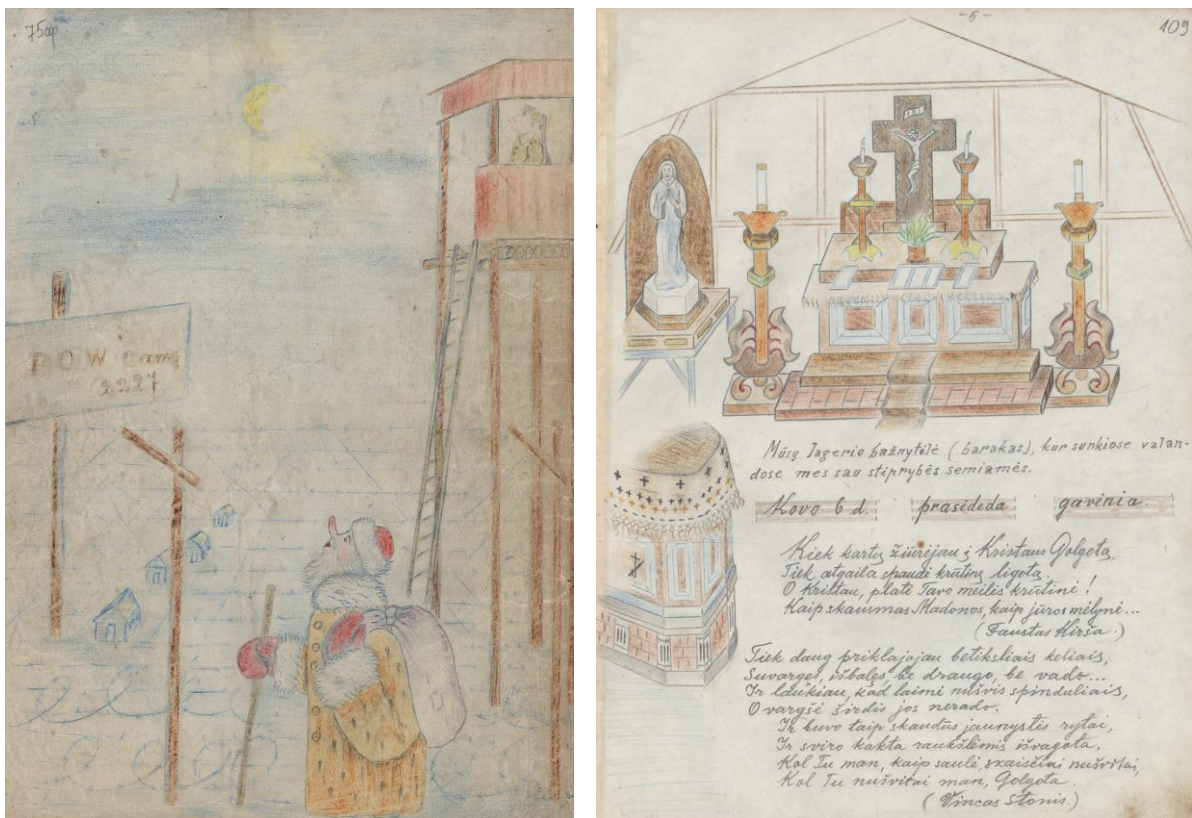 75ap
POW Camp
2227
- 5 -
109
INRI
Mūsų lagerio bažnytėlė (barakas), kur sunkiose valan-
dose mes sau stiprybės semiamės.
Kovo 6 d. prasideda gavėnia.
Kiek kartų žiūrėjau į Kristaus Golgotą,
Tiek atgaila spaudė krūtinę ligotą.
O Kristau, plati Tavo meilės krūtinė!
Kaip skausmas Madonos, kaip jūros mėlynė...
(Faustas Kirša.)
Tiek daug priklajojau betiksliais keliais,
Suvargęs, išbalęs, be draugo, be vado...
Ir laukiau, kad laimė nušvis spinduliais,
O vargšė širdis jos nerado.
Ir buvo taip skaudūs jaunystės rytai,
Ir sviro kakta raukšlėmis išvagota.
Kol Tu man, kaip saulė, skaisčiai nušvitai,
Kol Tu nušvitai man, Golgota.
(Vincas Stonis.)